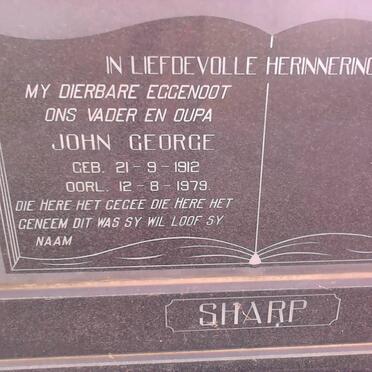 IN LIEFDEVOLLE HERINNERING
MY DIERBARE EGGENOOT
ONS VADER EN OUPA
JOHN GEORGE
GEB. 21-9-1912
OORL. 12-8-1979.
DIE HERE HET GEGEE DIE HERE HET
GENEEM DIT WAS SY WIL LOOF SY
NAAM
SHARP